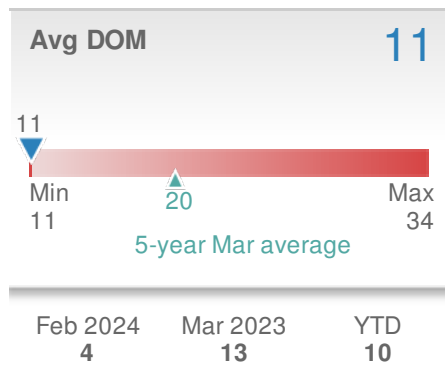 Avg DOM 11
11
Min 20 Max
11 34
5-year Mar average
Feb 2024 Mar 2023 YTD
4 13 10